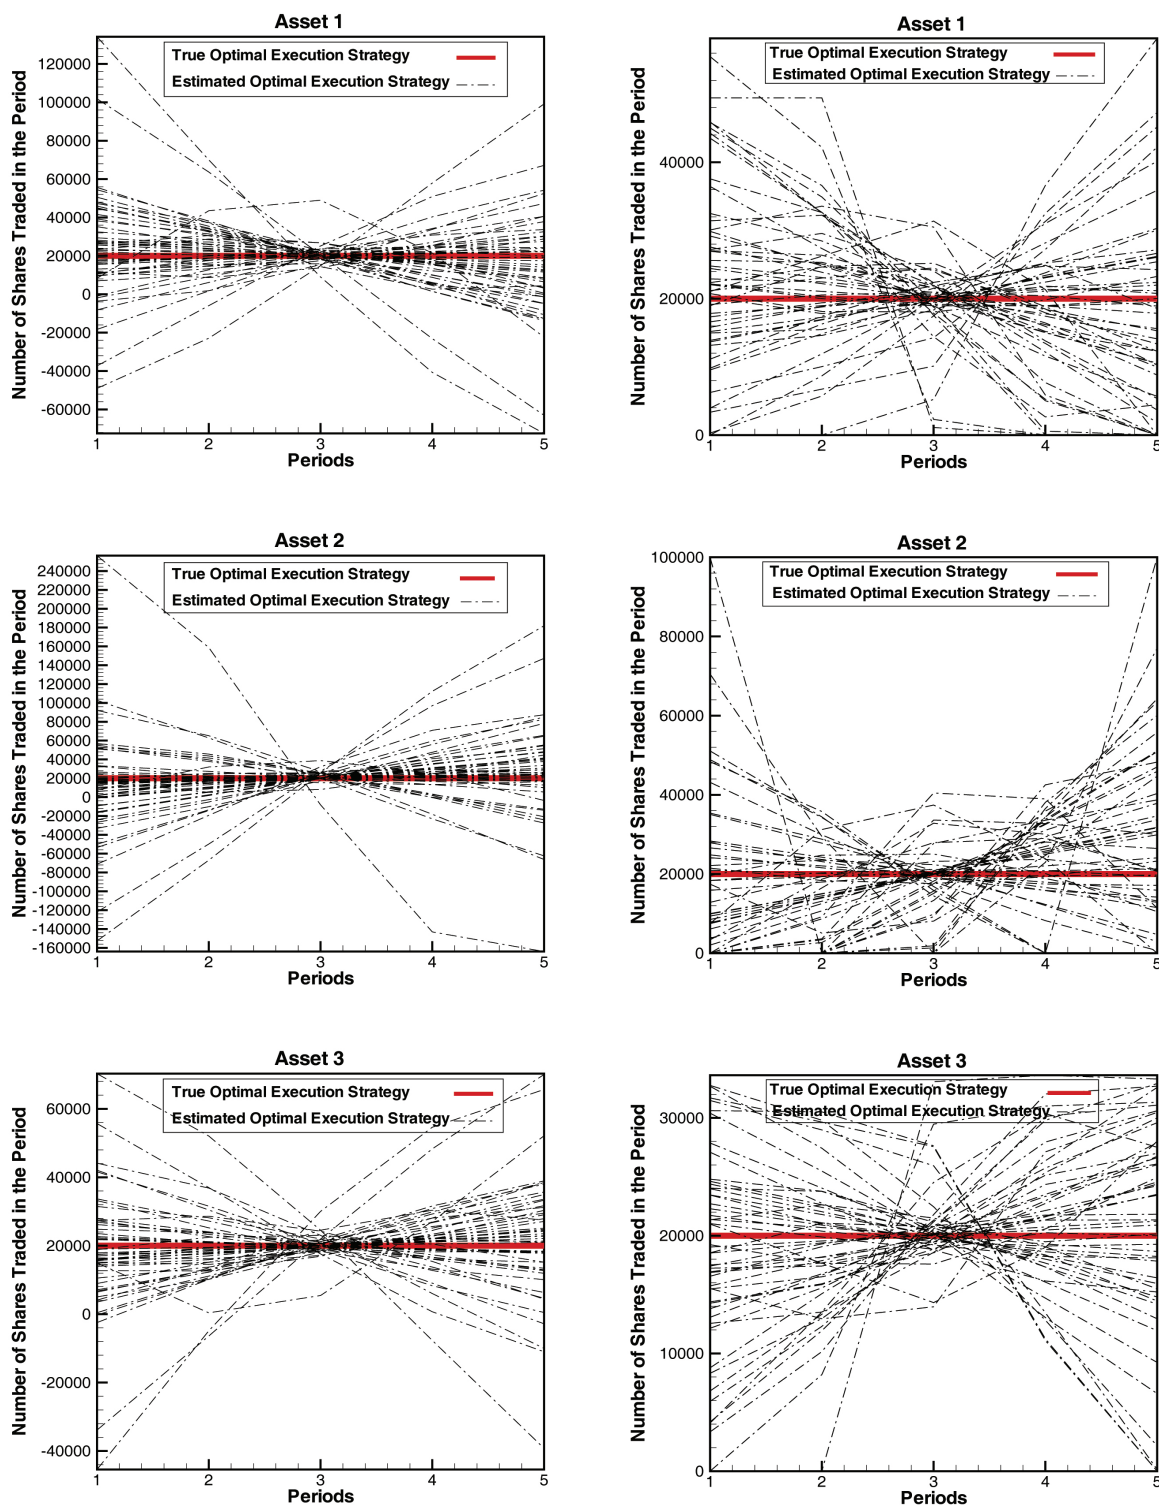 Asset 1
True Optimal Execution Strategy
Estimated Optimal Execution Strategy
Number of Shares Traded in the Period
120000
100000
80000
60000
40000
20000
0
-20000
-40000
-60000
1 2 3 4 5
Periods
Asset 1
True Optimal Execution Strategy
Estimated Optimal Execution Strategy
Number of Shares Traded in the Period
40000
20000
0
1 2 3 4 5
Periods
Asset 2
True Optimal Execution Strategy
Estimated Optimal Execution Strategy
Number of Shares Traded in the Period
240000
220000
200000
180000
160000
140000
120000
100000
80000
60000
40000
20000
0
-20000
-40000
-60000
-80000
-100000
-120000
-140000
-160000
1 2 3 4 5
Periods
Asset 2
True Optimal Execution Strategy
Estimated Optimal Execution Strategy
Number of Shares Traded in the Period
100000
80000
60000
40000
20000
0
1 2 3 4 5
Periods
Asset 3
True Optimal Execution Strategy
Estimated Optimal Execution Strategy
Number of Shares Traded in the Period
60000
40000
20000
0
-20000
-40000
1 2 3 4 5
Periods
Asset 3
True Optimal Execution Strategy
Estimated Optimal Execution Strategy
Number of Shares Traded in the Period
30000
20000
10000
0
1 2 3 4 5
Periods